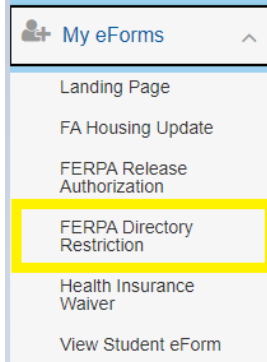 My eForms
Landing Page
FA Housing Update
FERPA Release
Authorization
FERPA Directory
Restriction
Health Insurance
Waiver
View Student eForm